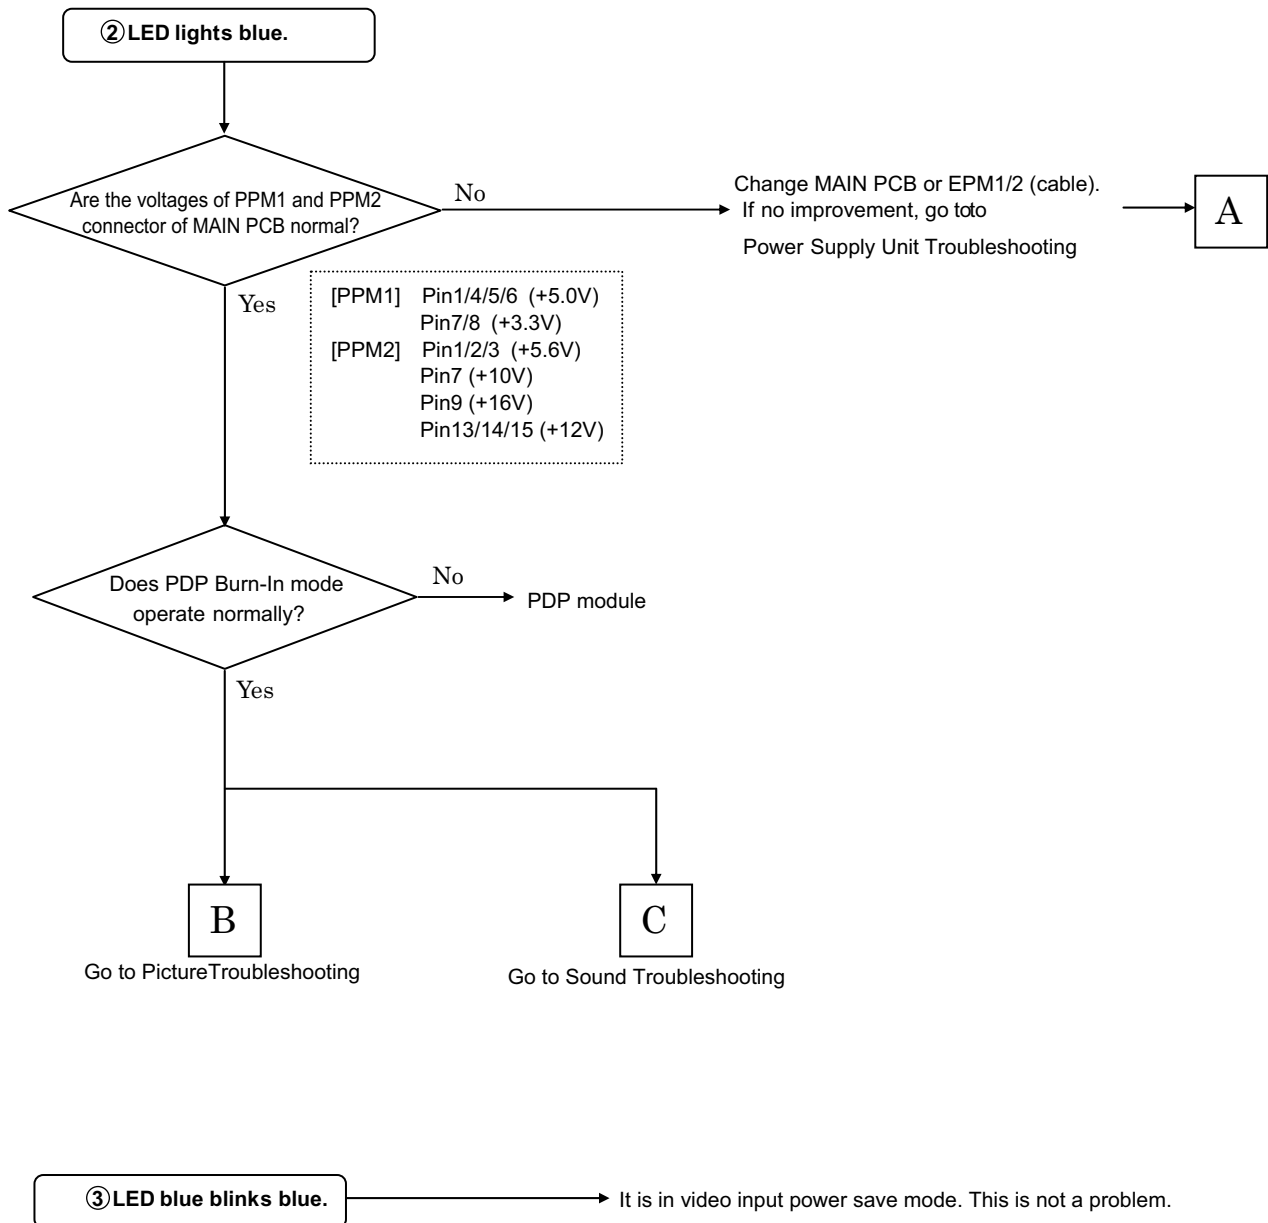 ②LED lights blue.
Are the voltages of PPM1 and PPM2
connector of MAIN PCB normal?
No
Change MAIN PCB or EPM1/2 (cable).
If no improvement, go toto
Power Supply Unit Troubleshooting
A
Yes
[PPM1] Pin1/4/5/6 (+5.0V)
Pin7/8 (+3.3V)
[PPM2] Pin1/2/3 (+5.6V)
Pin7 (+10V)
Pin9 (+16V)
Pin13/14/15 (+12V)
Does PDP Burn-In mode
operate normally?
No
PDP module
Yes
B
Go to PictureTroubleshooting
C
Go to Sound Troubleshooting
③LED blue blinks blue.
It is in video input power save mode. This is not a problem.